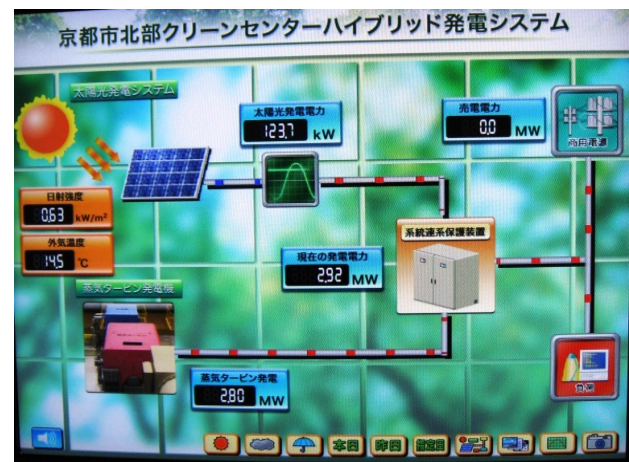 京都市北部クリーンセンターハイブリッド発電システム
太陽光発電システム
太陽光発電電力
123.7 kW
売電電力
0.0 MW
商用電源
日射強度
0.63 kW/m²
外気温度
14.5 ℃
系統連系保護装置
現在の発電電力
2.92 MW
蒸気タービン発電機
蒸気タービン発電
2.80 MW
負荷
本日
昨日
指定日